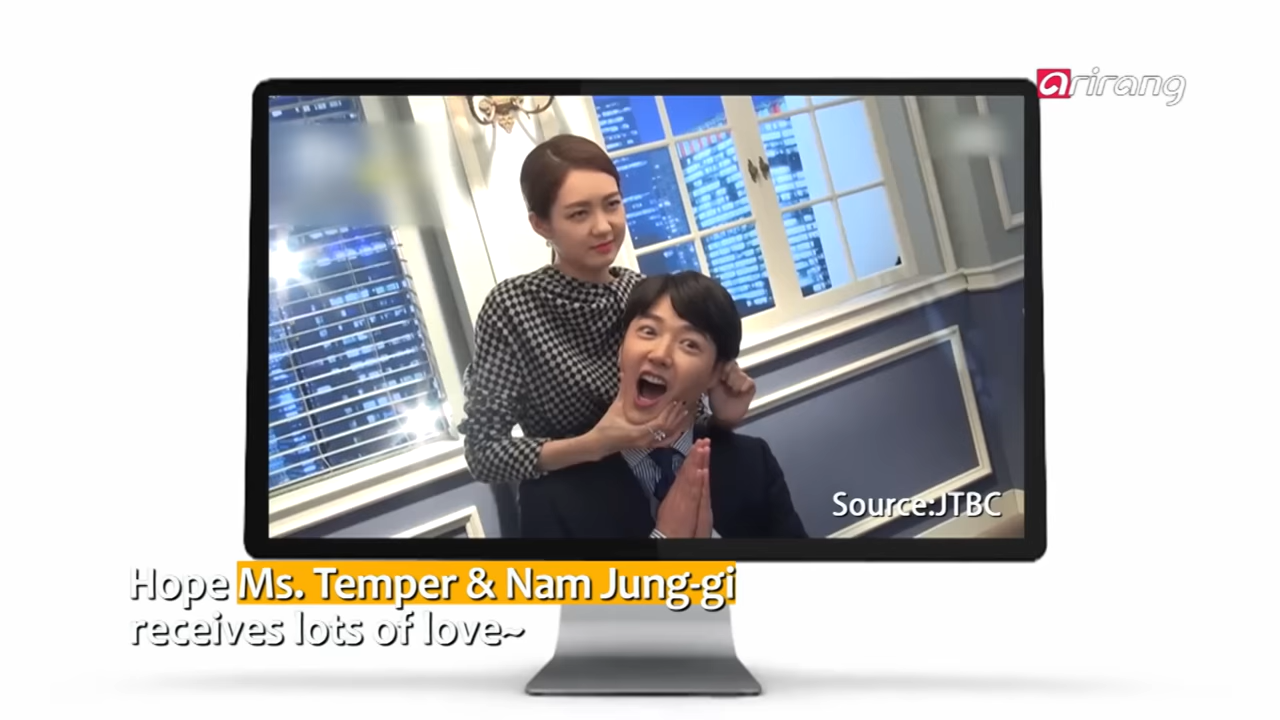 arirang
Source:JTBC
Hope Ms. Temper & Nam Jung-gi
receives lots of love~